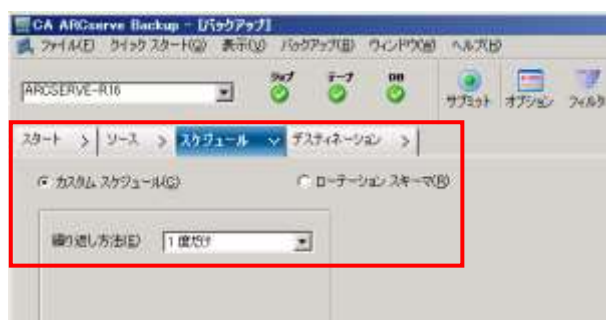 CA ARCserve Backup - [バックアップ]
ファイル(F) クイック スタート(Q) 表示(V) バックアップ(B) ウィンドウ(W) ヘルプ(H)
ARCSERVE-R16 ジョブ テープ DB サブミット オプション フィルタ
スタート > ソース > スケジュール デスティネーション >
カスタム スケジュール(C) ローテーション スキーマ(R)
繰り返し方法(E) 1 度だけ